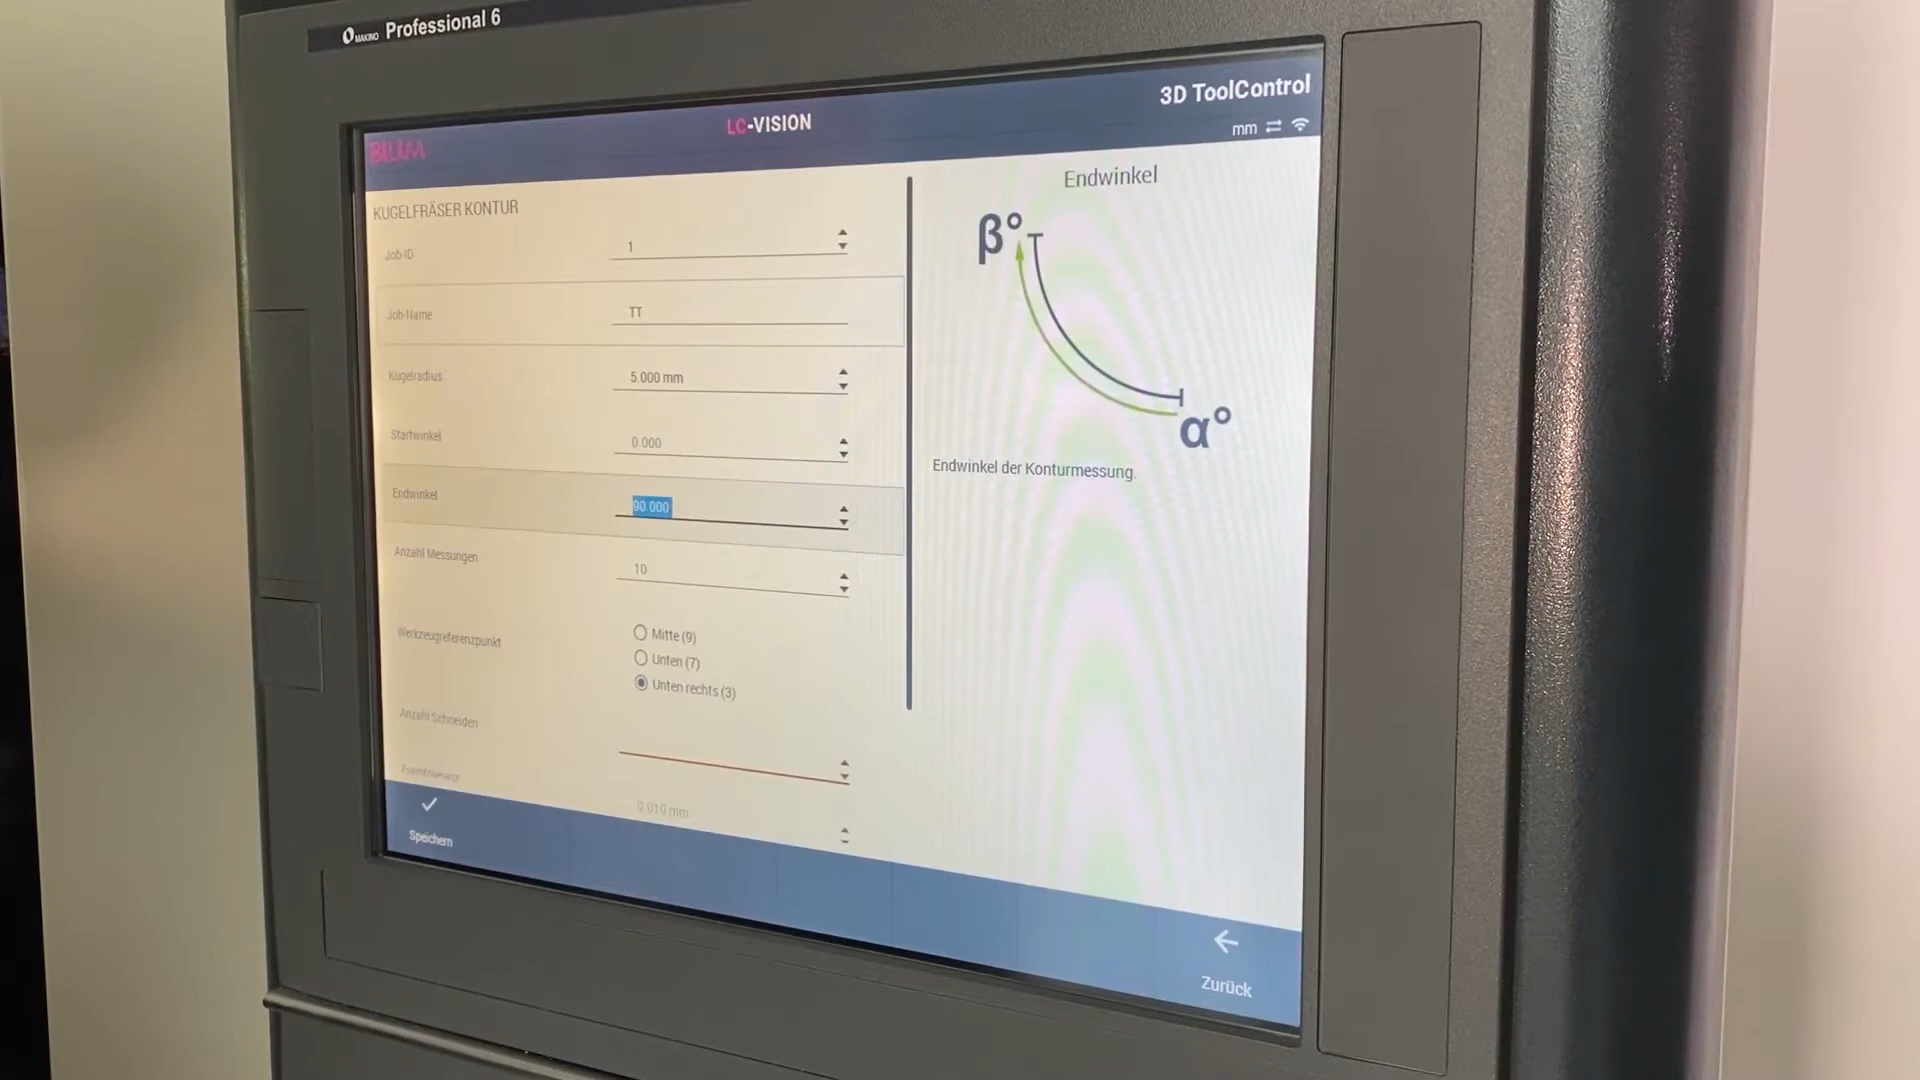 MAKINO Professional 6
3D ToolControl
LC-VISION
BLUM
mm
KUGELFRÄSER KONTUR
Job-ID
1
Job-Name
TT
Kugelradius
5.000 mm
Startwinkel
0.000
Endwinkel
90.000
Anzahl Messungen
10
Werkzeugreferenzpunkt
Mitte (9)
Unten (7)
Unten rechts (3)
Anzahl Schneiden
0.010 mm
Speichern
Endwinkel
β°
α°
Endwinkel der Konturmessung.
Zurück